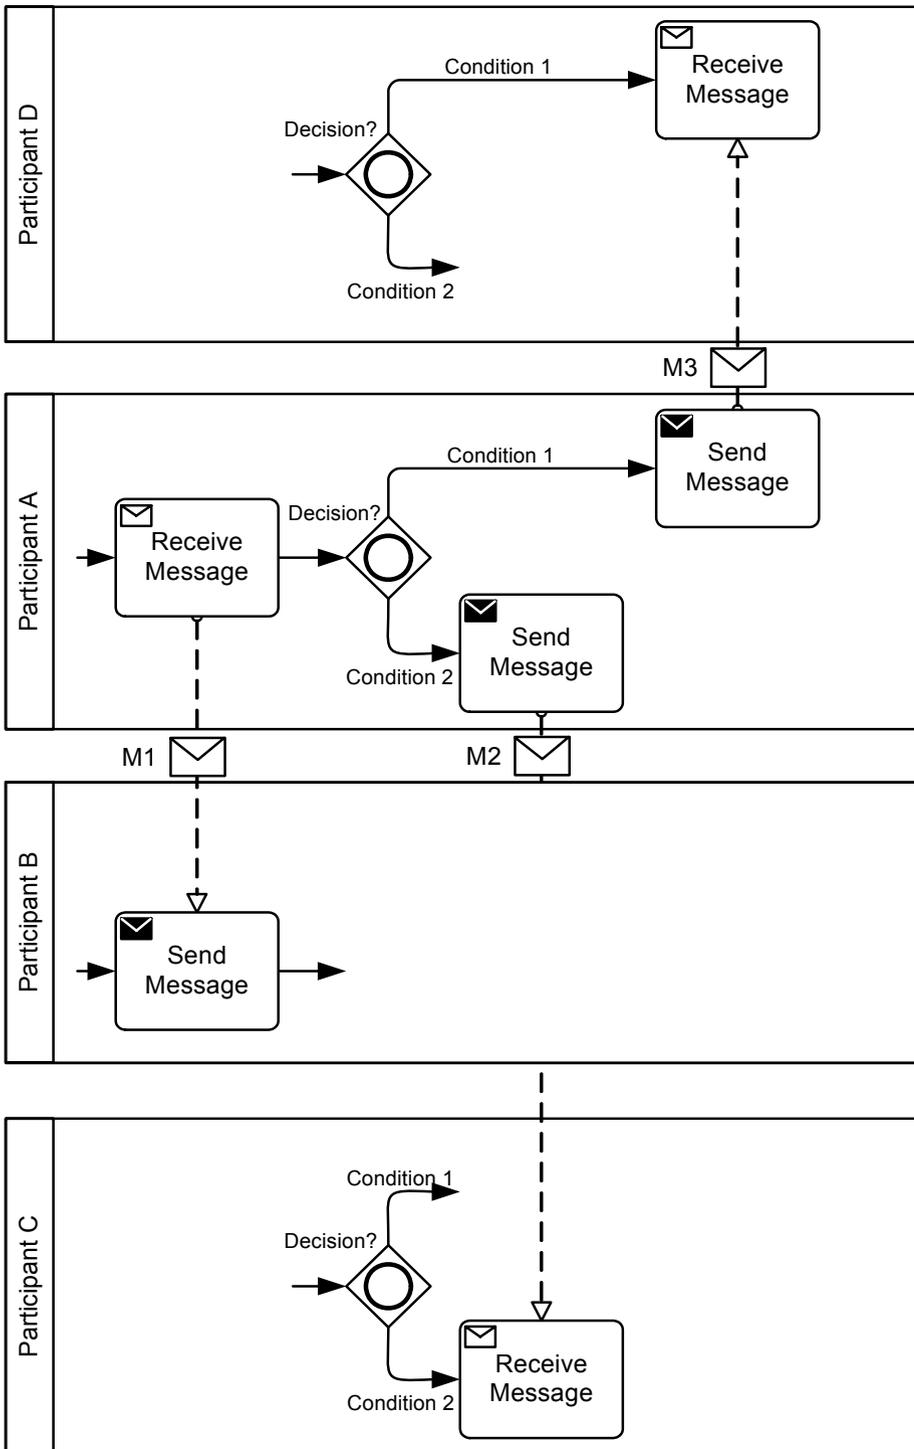 Participant D
Decision?
Condition 1
Condition 2
Receive
Message
M3
Participant A
Receive
Message
Decision?
Condition 1
Condition 2
Send
Message
Send
Message
M1
M2
Participant B
Send
Message
Participant C
Condition 1
Decision?
Condition 2
Receive
Message